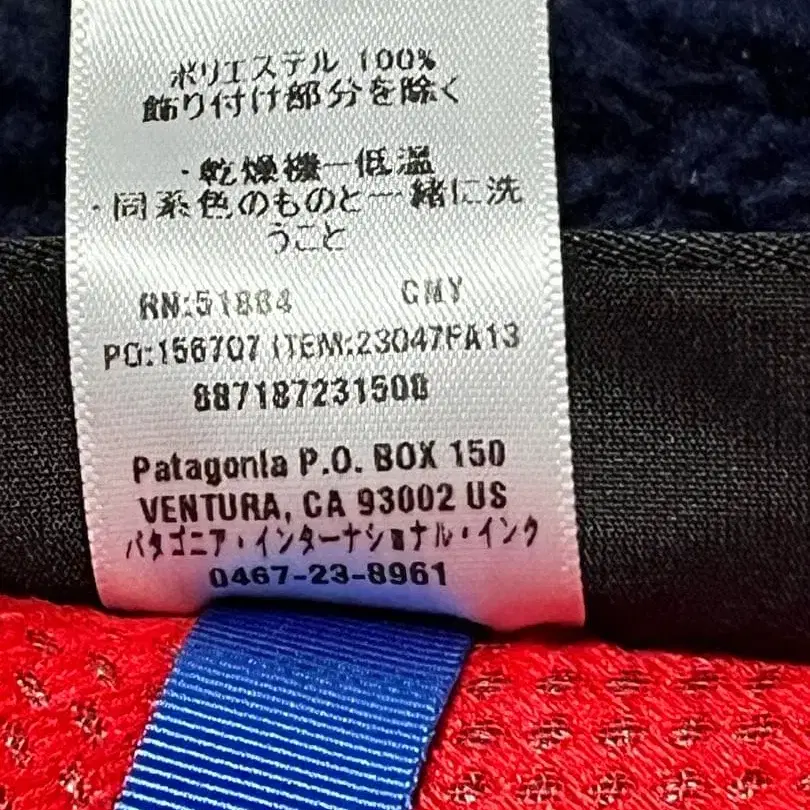 ポリエステル 100%
飾り付け部分を除く
・乾燥機一低温
・同系色のものと一緒に洗
うこと
RN:51884 CMY
PO:156707 ITEM:23047FA13
887187231508
Patagonia P.O. BOX 150
VENTURA, CA 93002 US
パタゴニア・インターナショナル・インク
0467-23-8961